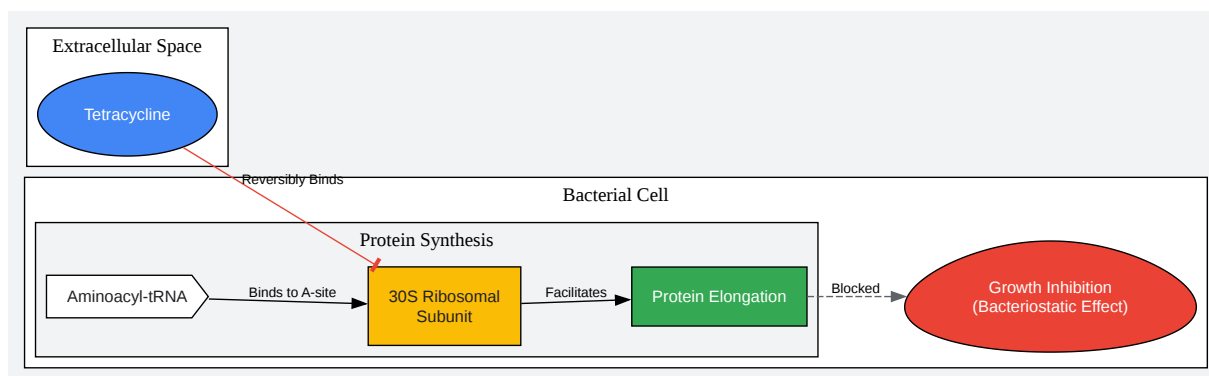 Extracellular Space
Tetracycline
Reversibly Binds
Bacterial Cell
Protein Synthesis
Aminoacyl-tRNA
Binds to A-site
30S Ribosomal
Subunit
Facilitates
Protein Elongation
Blocked
Growth Inhibition
(Bacteriostatic Effect)